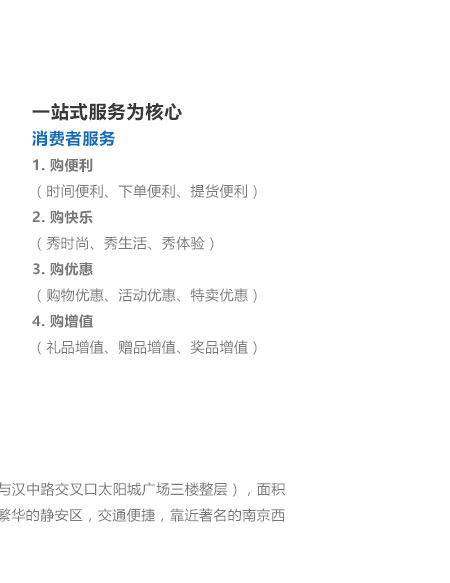 一站式服务为核心
消费者服务
1. 购便利
（时间便利、下单便利、提货便利）
2. 购快乐
（秀时尚、秀生活、秀体验）
3. 购优惠
（购物优惠、活动优惠、特卖优惠）
4. 购增值
（礼品增值、赠品增值、奖品增值）
与汉中路交叉口太阳城广场三楼整层），面积
繁华的静安区，交通便捷，靠近著名的南京西